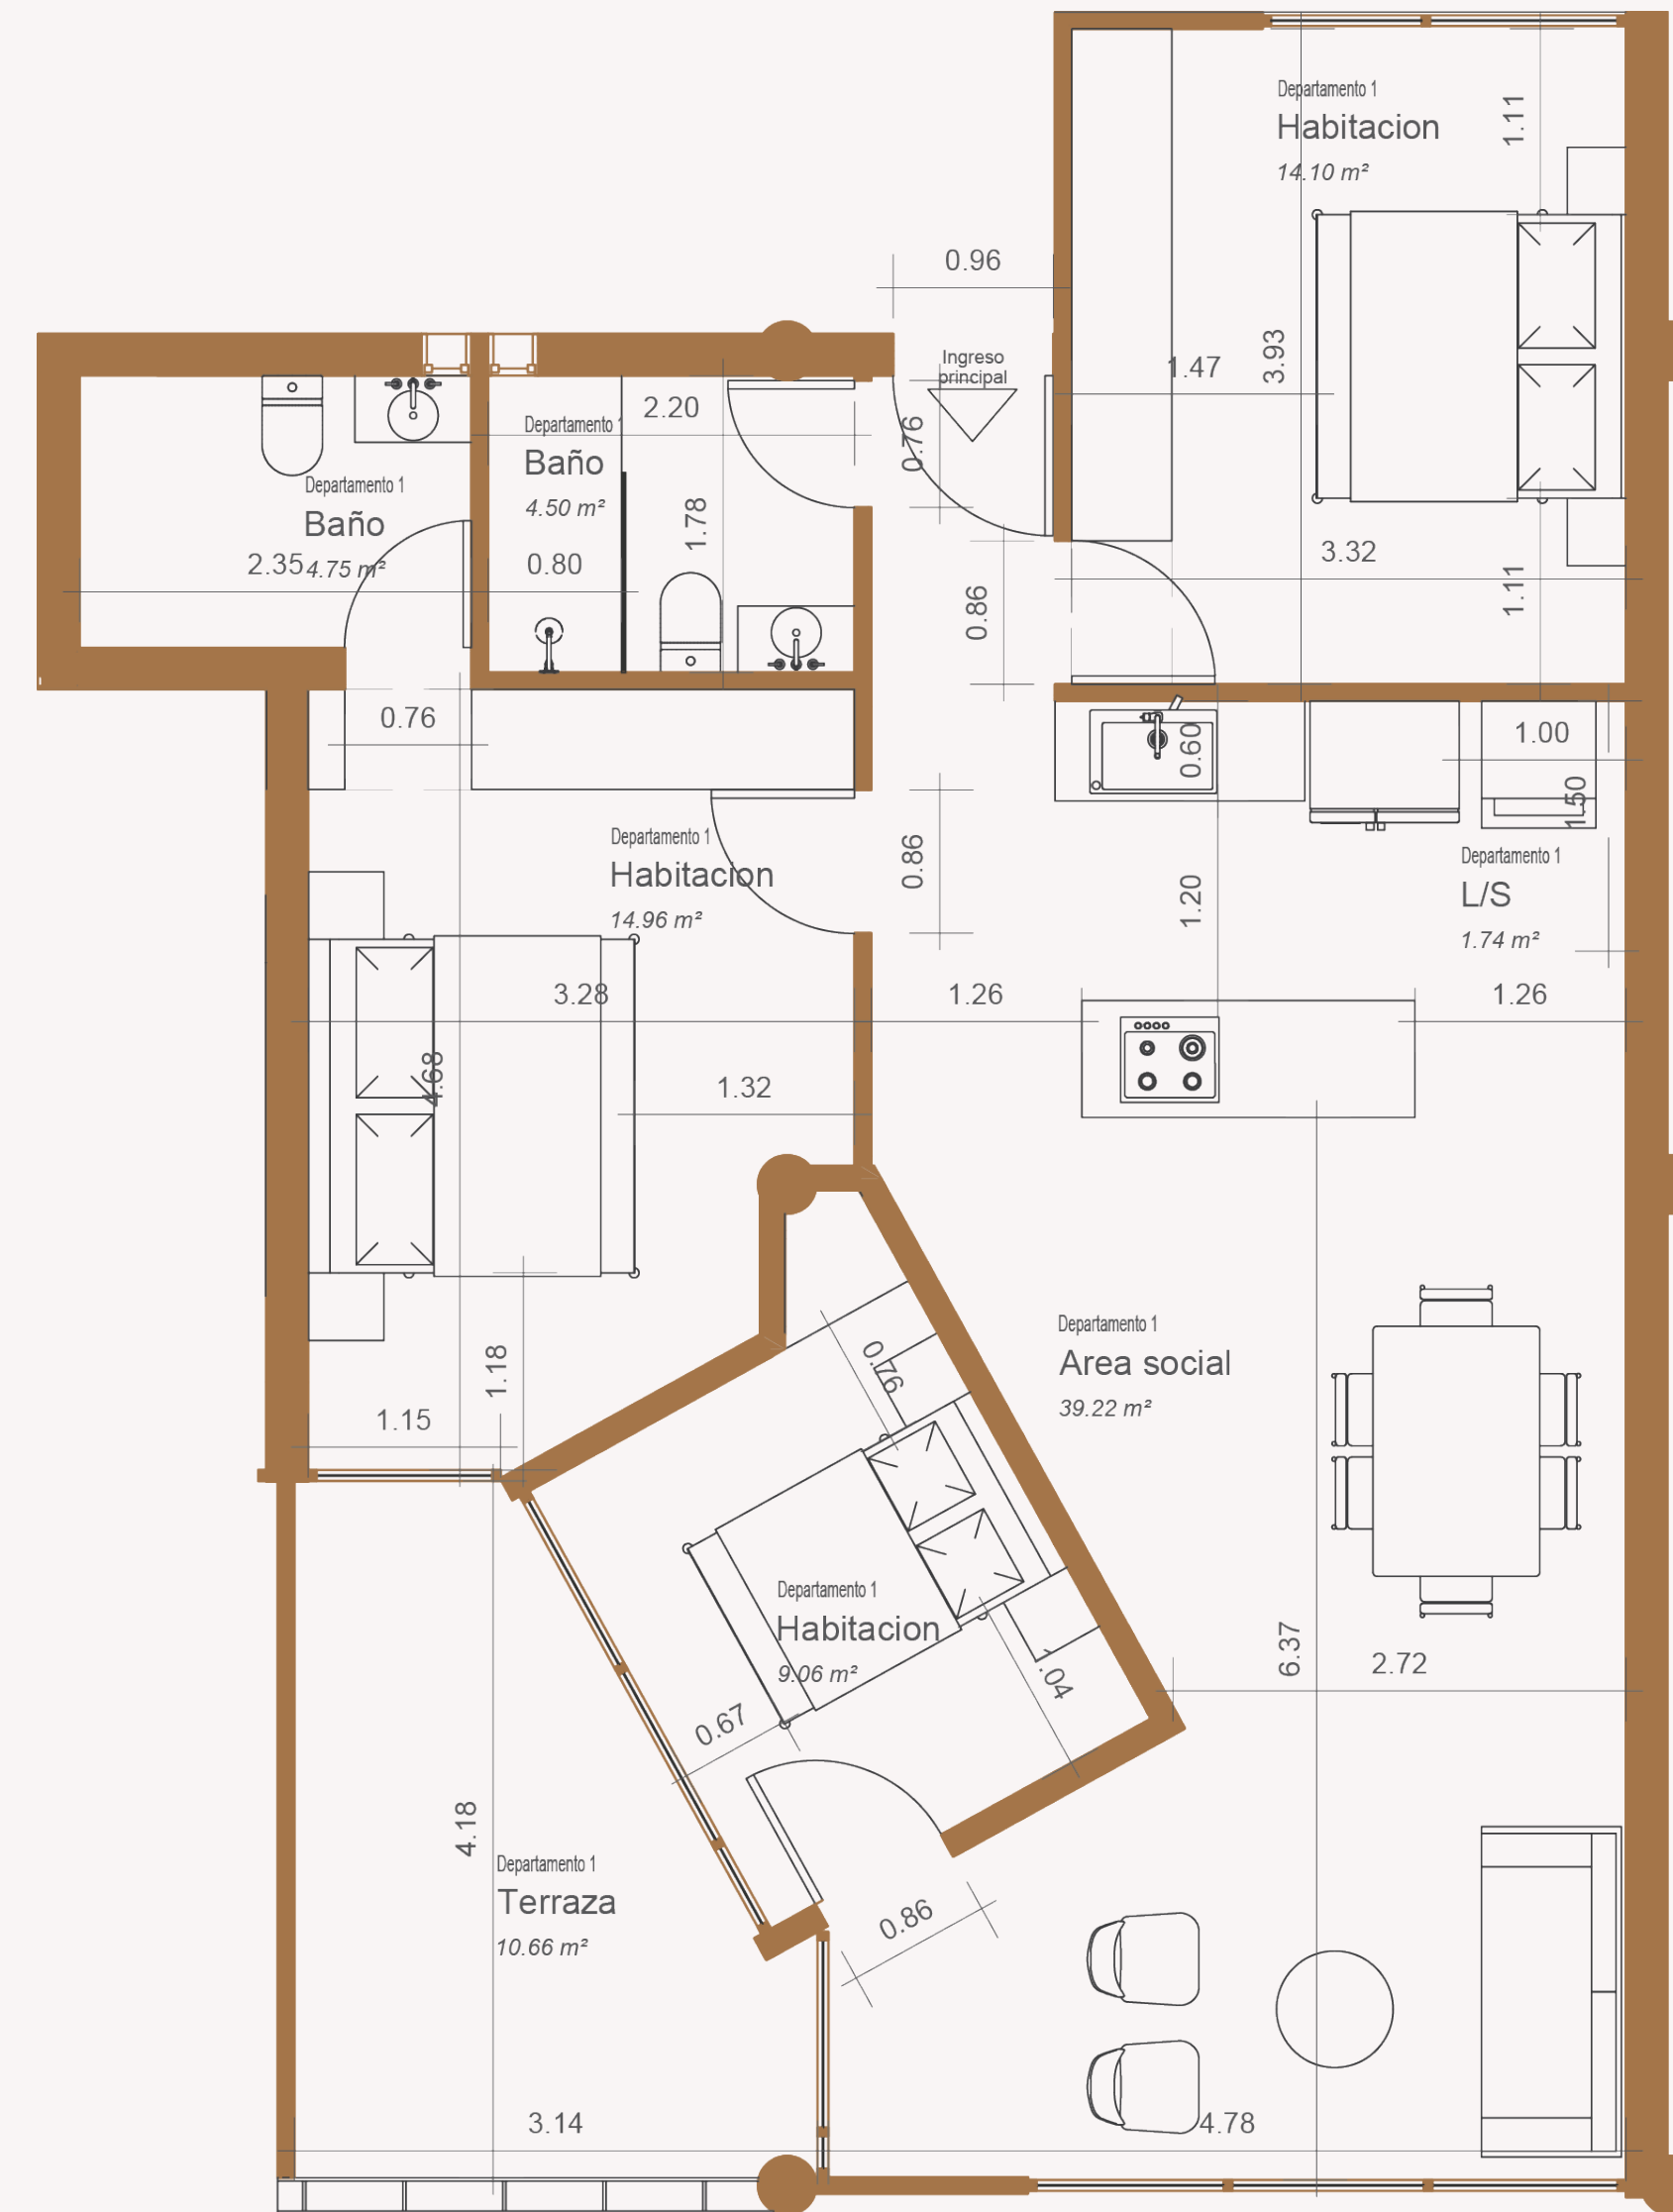 Departamento 1
Habitacion
14.10 m²
1.11
0.96
Ingreso
principal
1.47
3.93
2.20
0.76
Departamento 1
Baño
4.50 m²
Departamento 1
Baño
4.75 m²
2.35
0.80
1.78
3.32
1.11
0.86
0.76
0.60
1.00
1.50
Departamento 1
Habitacion
14.96 m²
0.86
1.20
Departamento 1
L/S
1.74 m²
3.28
1.26
1.26
4.68
1.32
Departamento 1
Area social
39.22 m²
0.76
1.18
1.15
Departamento 1
Habitacion
9.06 m²
1.04
6.37
2.72
0.67
4.18
Departamento 1
Terraza
10.66 m²
0.86
3.14
4.78